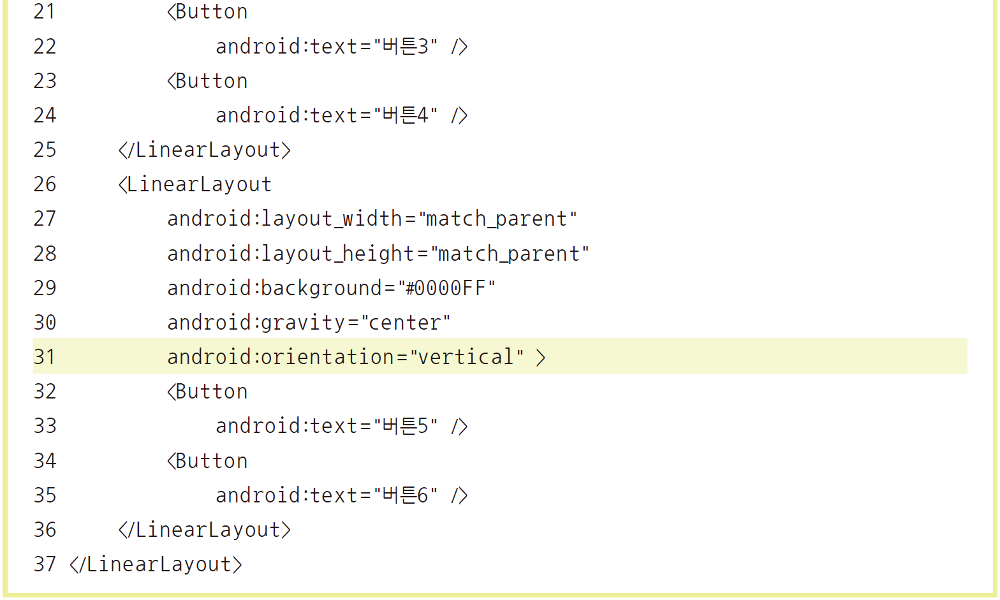 21         <Button
22             android:text="버튼3" />
23         <Button
24             android:text="버튼4" />
25     </LinearLayout>
26     <LinearLayout
27         android:layout_width="match_parent"
28         android:layout_height="match_parent"
29         android:background="#0000FF"
30         android:gravity="center"
31         android:orientation="vertical" >
32         <Button
33             android:text="버튼5" />
34         <Button
35             android:text="버튼6" />
36     </LinearLayout>
37 </LinearLayout>